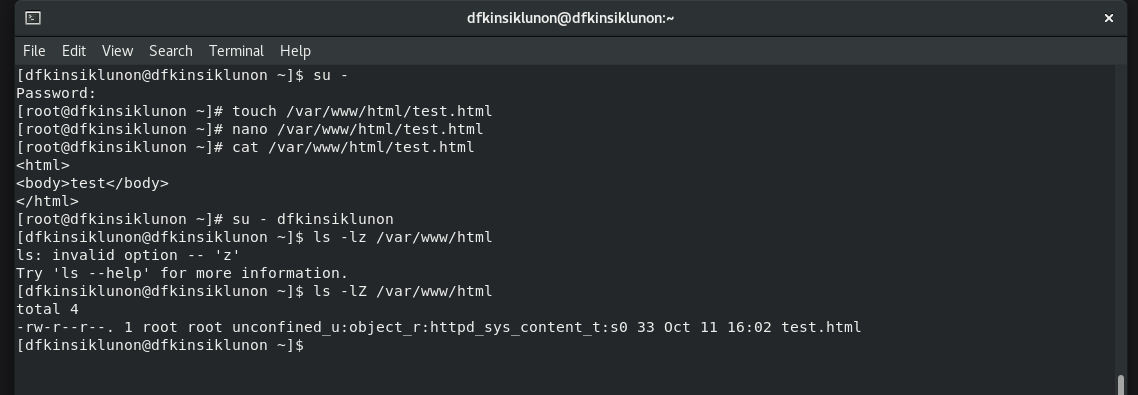 dfkinsiklunon@dfkinsiklunon:~
File Edit View Search Terminal Help
[dfkinsiklunon@dfkinsiklunon ~]$ su -
Password:
[root@dfkinsiklunon ~]# touch /var/www/html/test.html
[root@dfkinsiklunon ~]# nano /var/www/html/test.html
[root@dfkinsiklunon ~]# cat /var/www/html/test.html
<html>
<body>test</body>
</html>
[root@dfkinsiklunon ~]# su - dfkinsiklunon
[dfkinsiklunon@dfkinsiklunon ~]$ ls -lz /var/www/html
ls: invalid option -- 'z'
Try 'ls --help' for more information.
[dfkinsiklunon@dfkinsiklunon ~]$ ls -lZ /var/www/html
total 4
-rw-r--r--. 1 root root unconfined_u:object_r:httpd_sys_content_t:s0 33 Oct 11 16:02 test.html
[dfkinsiklunon@dfkinsiklunon ~]$